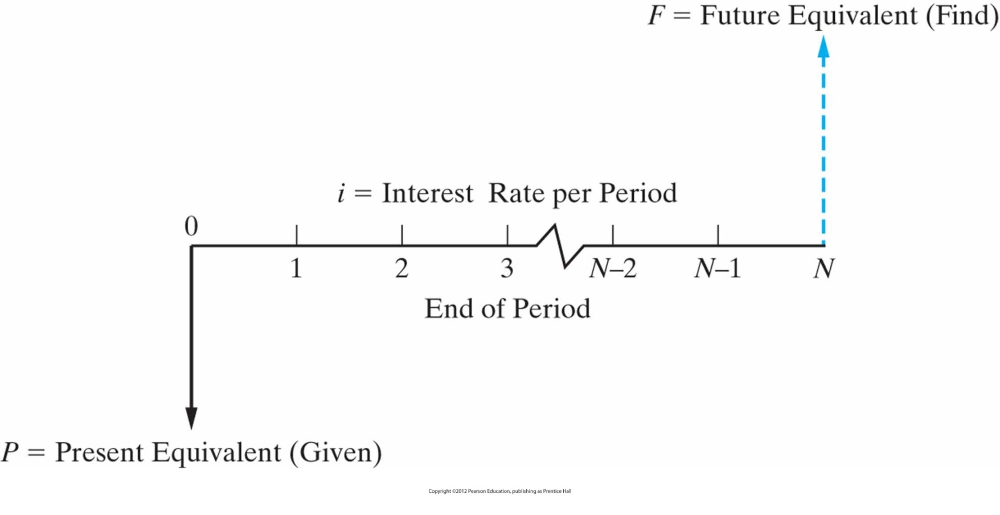 F = Future Equivalent (Find)
i = Interest Rate per Period
0
1 2 3 N–2 N–1 N
End of Period
P = Present Equivalent (Given)
Copyright ©2012 Pearson Education, publishing as Prentice Hall